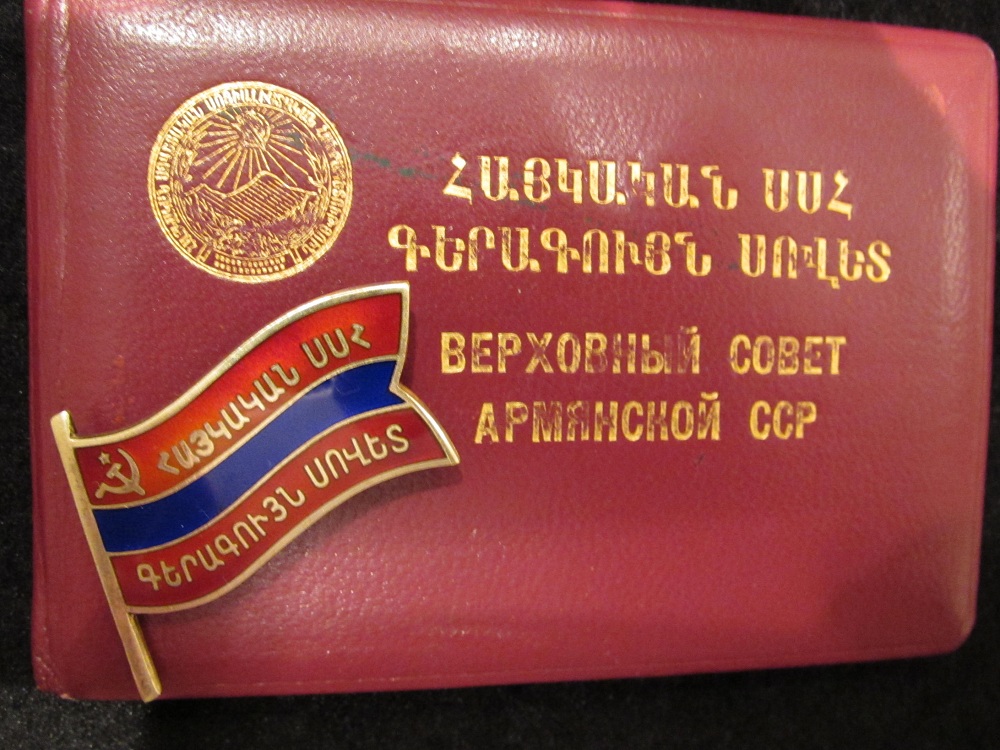 ՀԱՅԿԱԿԱՆ ՍՍՀ
ԳԵՐԱԳՈՒՅՆ ՍՈՎԵՏ
ВЕРХОВНЫЙ СОВЕТ
АРМЯНСКОЙ ССР
ՀԱՅԿԱԿԱՆ ՍՍՀ
ԳԵՐԱԳՈՒՅՆ ՍՈՎԵՏ